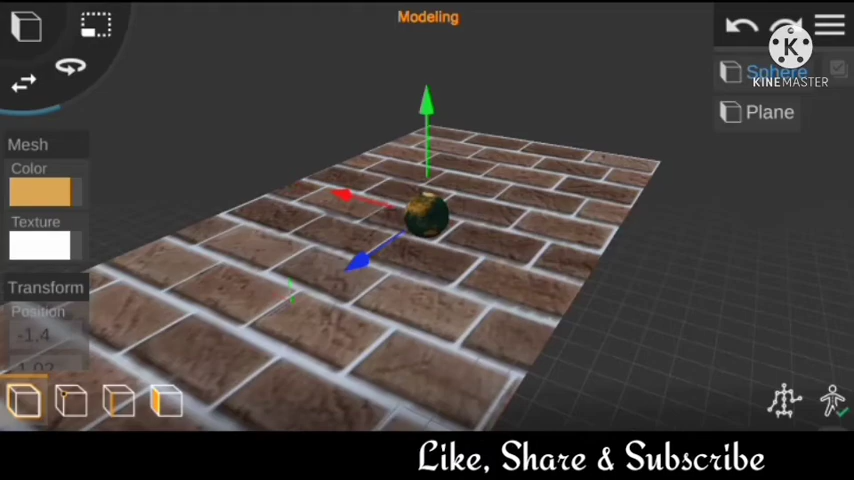 Modeling
K
KINEMASTER
Sphere
Plane
Mesh
Color
Texture
Transform
Position
-1,4
Like, Share & Subscribe